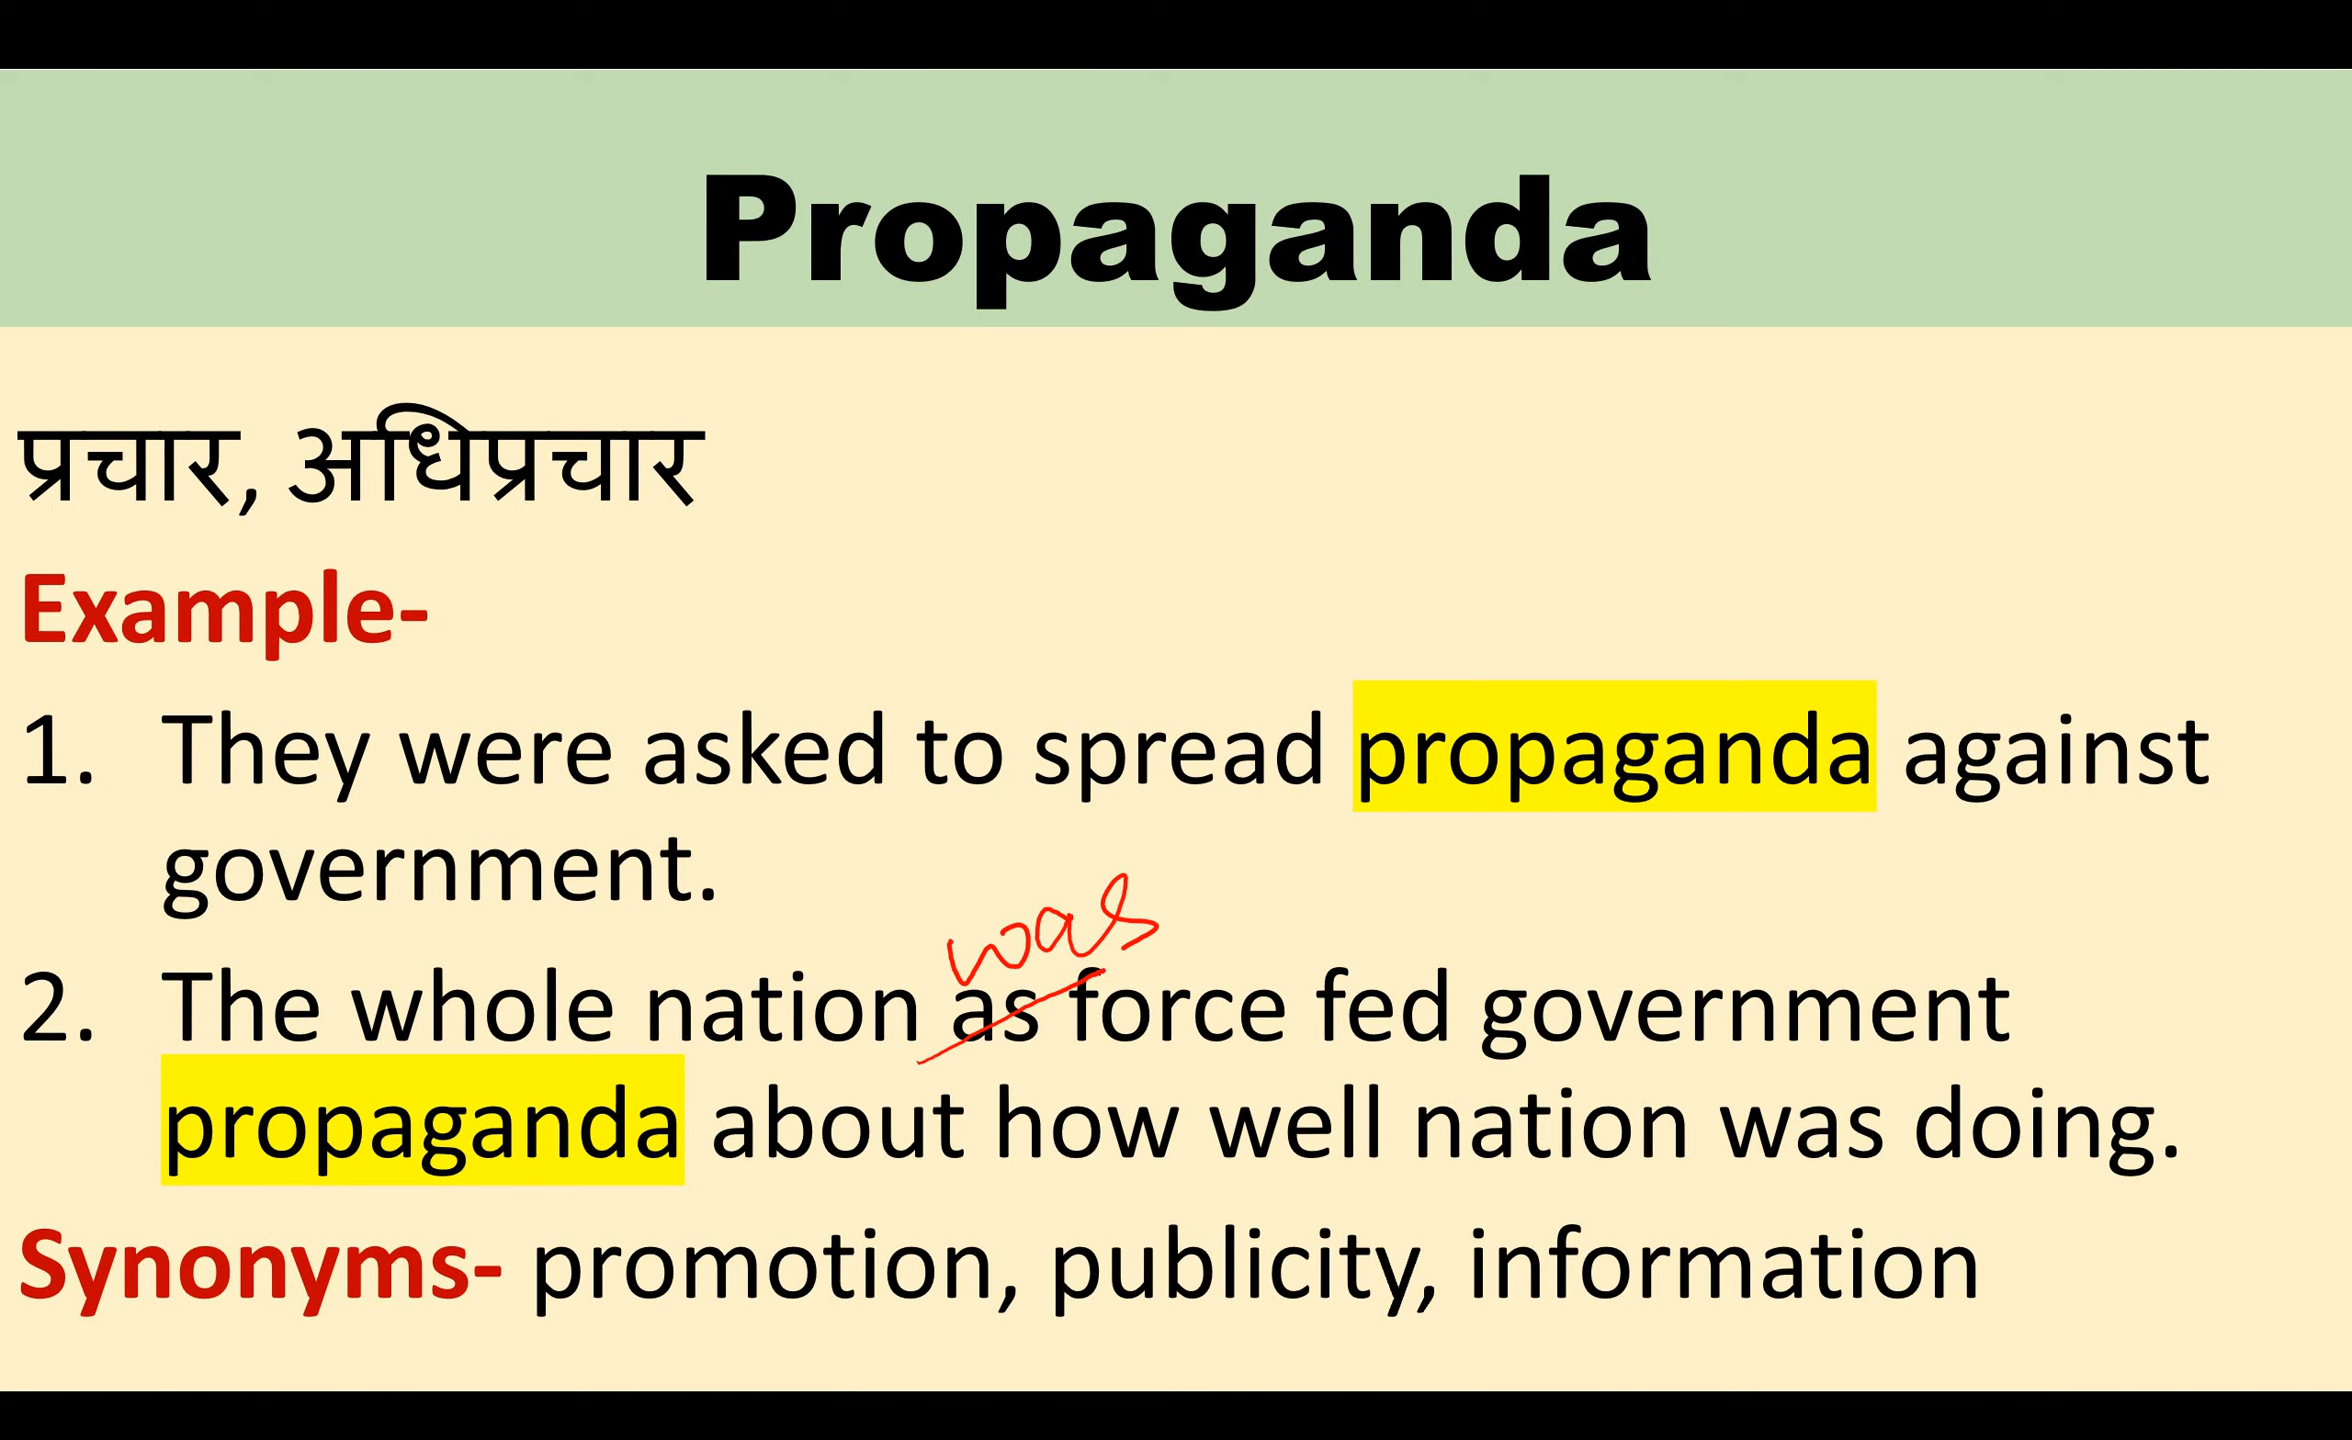 Propaganda
प्रचार, अधिप्रचार
Example-
1. They were asked to spread propaganda against
government.
was
2. The whole nation as force fed government
propaganda about how well nation was doing.
Synonyms- promotion, publicity, information